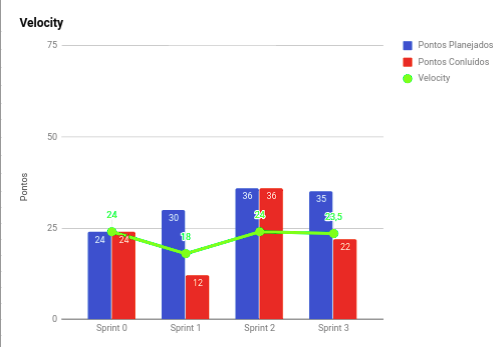 Velocity
75
50
25
0
Pontos
Pontos Planejados
Pontos Conluídos
Velocity
24
24
24
30
18
12
36
24
36
35
23,5
22
Sprint 0
Sprint 1
Sprint 2
Sprint 3